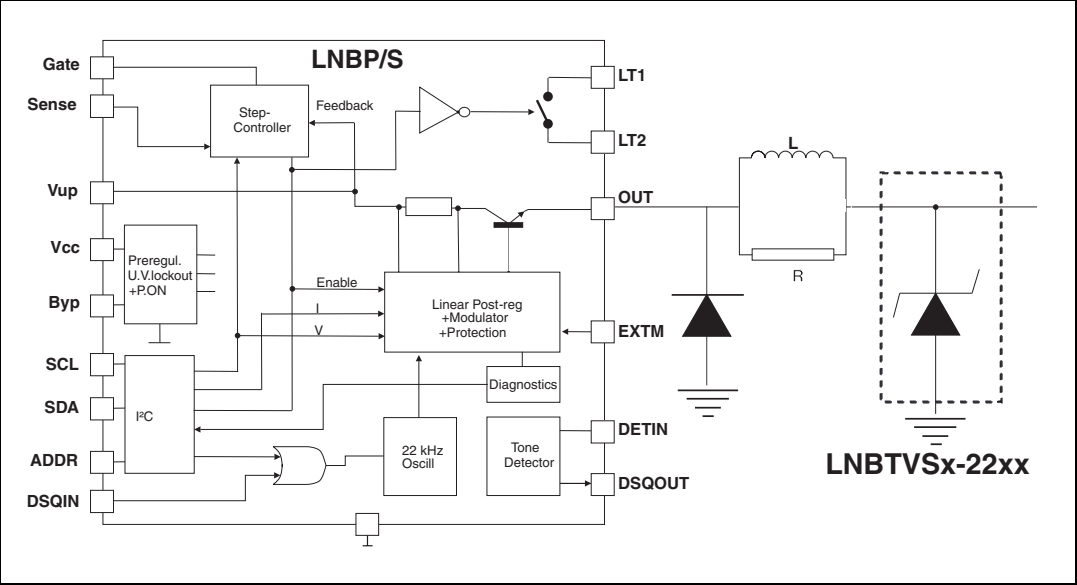 LNBP/S
Gate
Sense
Vup
Vcc
Byp
SCL
SDA
ADDR
DSQIN
Step-
Controller
Feedback
Preregul.
U.V.lockout
+P.ON
Enable
I
V
Linear Post-reg
+Modulator
+Protection
Diagnostics
I²C
22 kHz
Oscill
Tone
Detector
LT1
LT2
OUT
EXTM
DETIN
DSQOUT
L
R
LNBTVSx-22xx